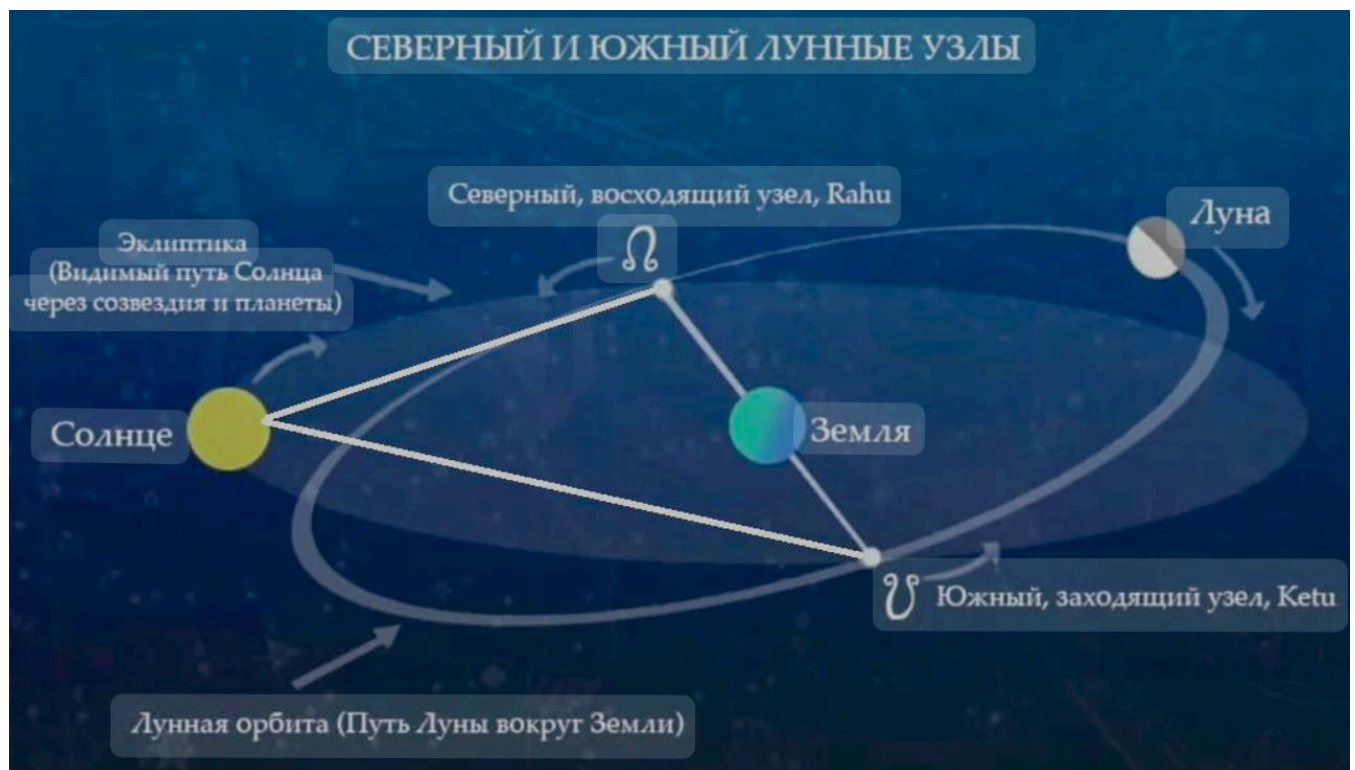 СЕВЕРНЫЙ И ЮЖНЫЙ ЛУННЫЕ УЗЛЫ
Северный, восходящий узел, Rahu
☊
Луна
Эклиптика
(Видимый путь Солнца
через созвездия и планеты)
Солнце
Земля
☋ Южный, заходящий узел, Ketu
Лунная орбита (Путь Луны вокруг Земли)